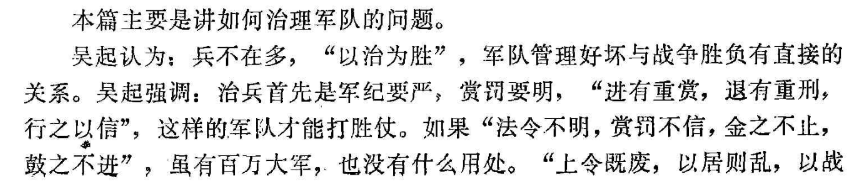 本篇主要是讲如何治理军队的问题。
吴起认为：兵不在多，“以治为胜”，军队管理好坏与战争胜负有直接的
关系。吴起强调：治兵首先是军纪要严，赏罚要明，“进有重赏，退有重刑，
行之以信”，这样的军队才能打胜仗。如果“法令不明，赏罚不信，金之不止，
鼓之不进”，虽有百万大军，也没有什么用处。“上令既废，以居则乱，以战